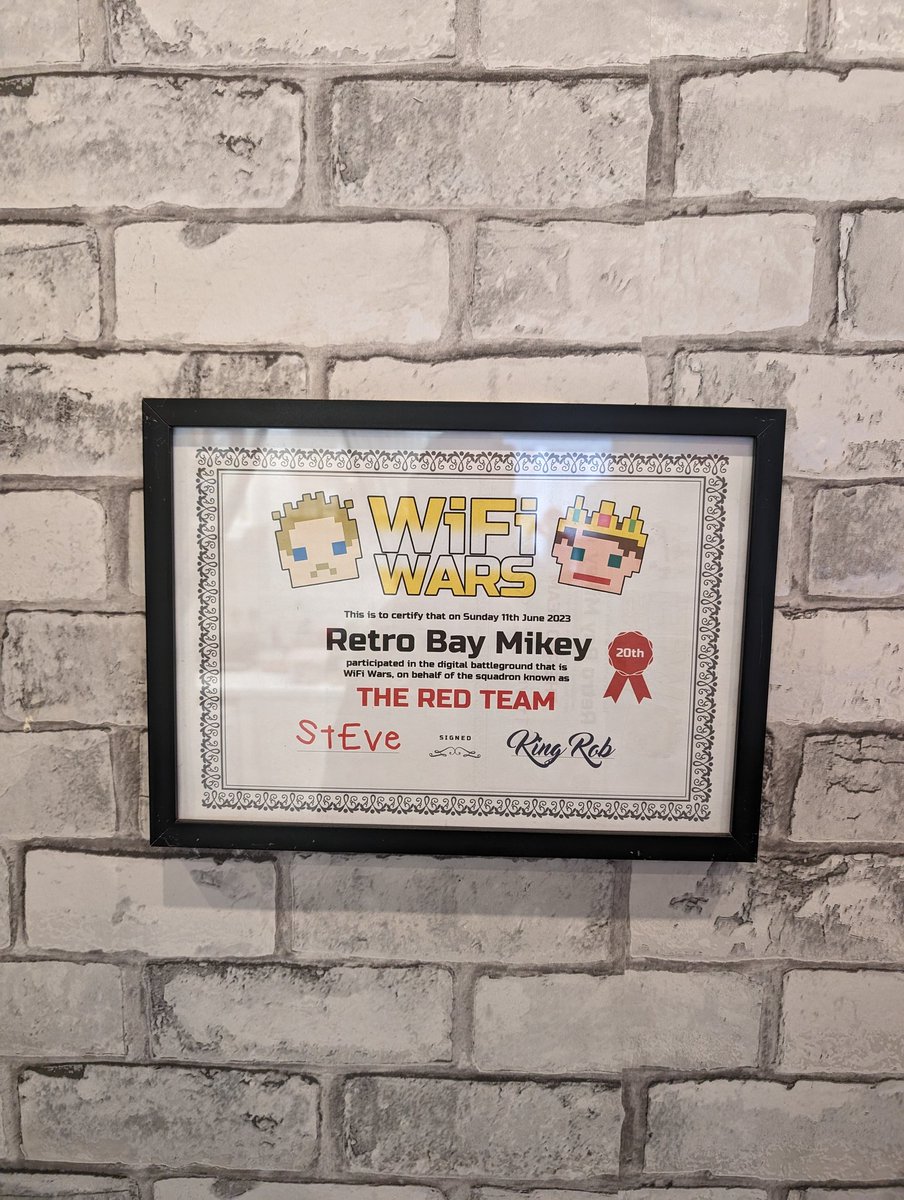 WiFi
WARS
This is to certify that on Sunday 11th June 2023
Retro Bay Mikey
participated in the digital battleground that is
WiFi Wars, on behalf of the squadron known as
THE RED TEAM
20th
StEve
SIGNED
King Rob